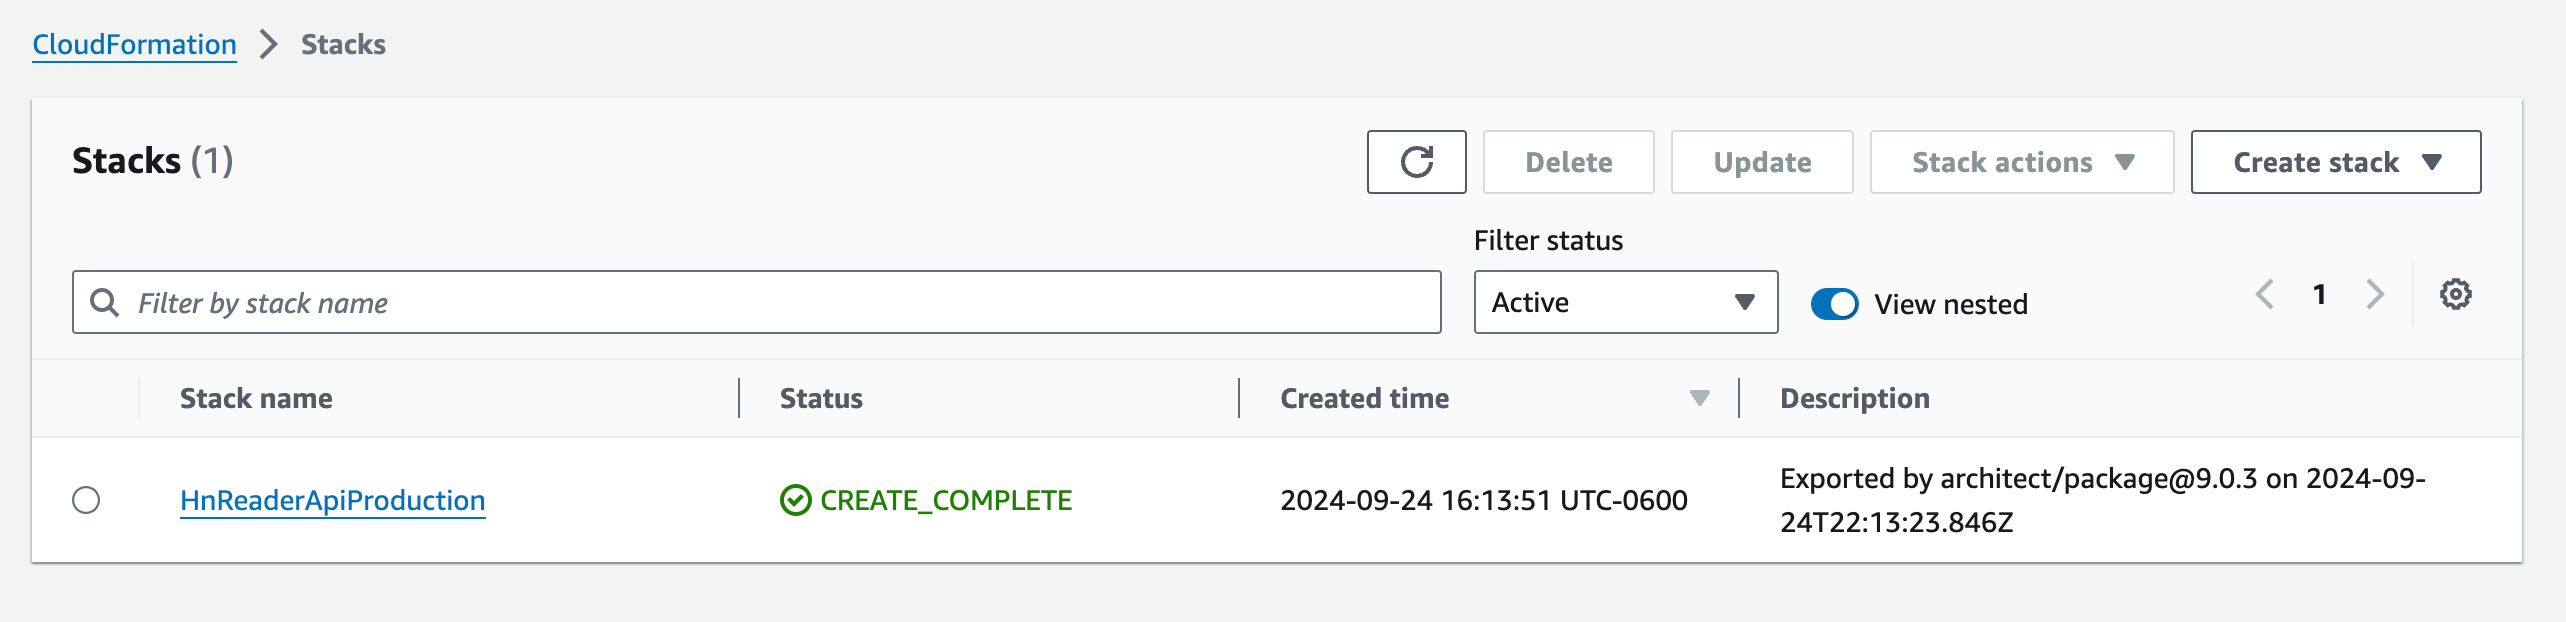 CloudFormation > Stacks
Stacks (1)
Delete Update Stack actions Create stack
Filter status
Filter by stack name Active View nested 1
Stack name Status Created time Description
HnReaderApiProduction CREATE_COMPLETE 2024-09-24 16:13:51 UTC-0600 Exported by architect/package@9.0.3 on 2024-09-
24T22:13:23.846Z